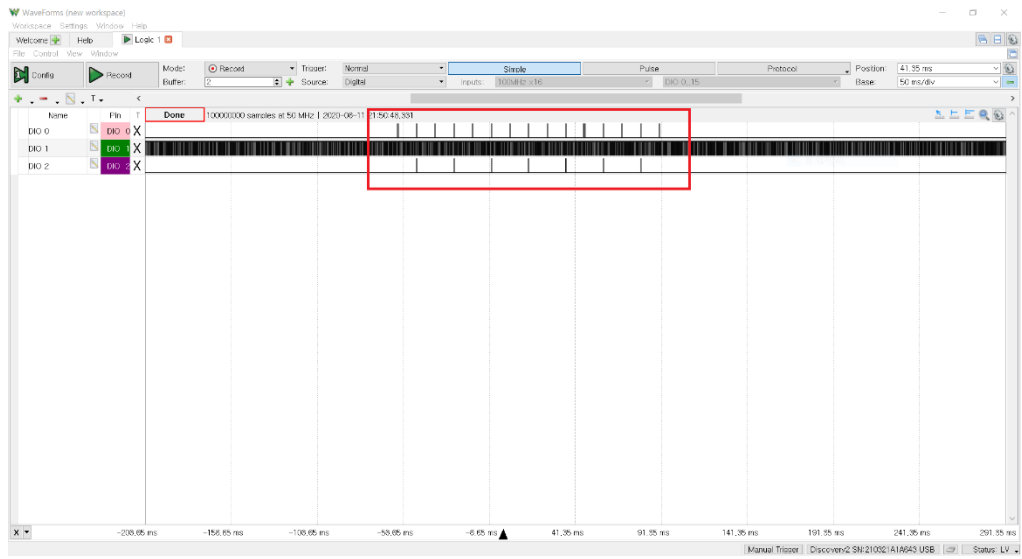 WaveForms (new workspace)
Workspace Settings Window Help
Welcome Help Logic 1
File Control View Window
Config Record Mode: Record Trigger: Normal Simple Pulse Protocol Position: 41.35 ms
Buffer: 2 Source: Digital Inputs: 100MHz x16 DIO 0..15 Base: 50 ms/div
T
Name Pin T Done 100000000 samples at 50 MHz | 2020-06-11 21:50:48.331
DIO 0 DIO 0 X
DIO 1 DIO 1 X
DIO 2 DIO 2 X
X -208.65 ms -158.65 ms -108.65 ms -58.65 ms -8.65 ms 41.35 ms 91.35 ms 141.35 ms 191.35 ms 241.35 ms 291.35 ms
Manual Trigger Discovery2 SN:210321A1A643 USB Status: LV